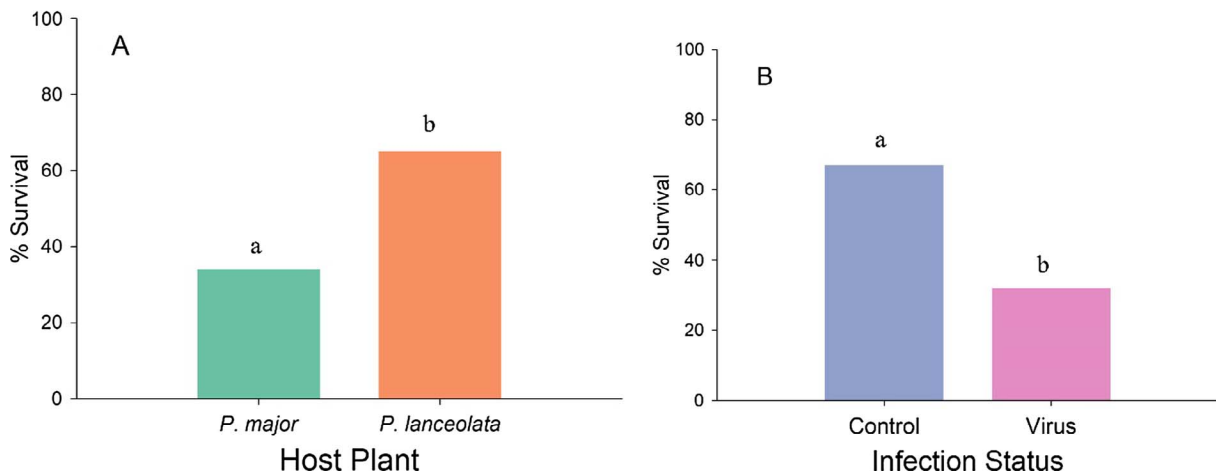 A
% Survival
100
80
60
40
20
0
a
b
P. major
P. lanceolata
Host Plant
B
% Survival
100
80
60
40
20
0
a
b
Control
Virus
Infection Status